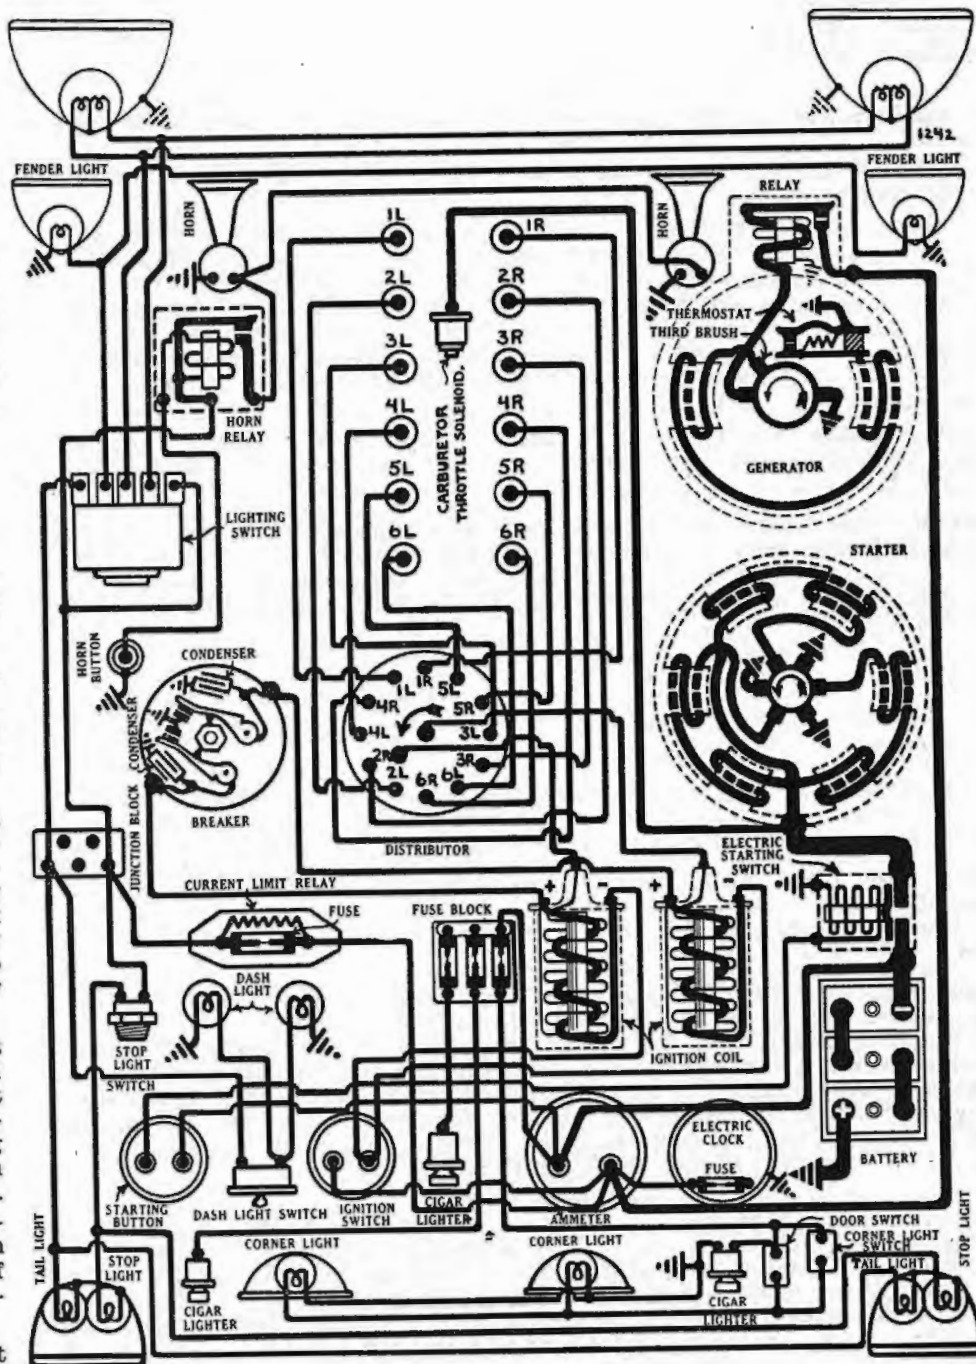 1242
FENDER LIGHT
FENDER LIGHT
HORN
HORN
RELAY
1L
1R
2L
2R
THERMOSTAT
THIRD BRUSH
3L
3R
4L
4R
HORN
RELAY
CARBURETOR
THROTTLE SOLENOID.
GENERATOR
5L
5R
6L
6R
LIGHTING
SWITCH
STARTER
HORN
BUTTON
CONDENSER
CONDENSER
1L
1R
5L
4R
5R
4L
3L
2R
3R
2L
6R
6L
BREAKER
DISTRIBUTOR
JUNCTION BLOCK
ELECTRIC
STARTING
SWITCH
CURRENT LIMIT RELAY
FUSE
FUSE BLOCK
+
-
+
-
DASH
LIGHT
IGNITION COIL
STOP
LIGHT
SWITCH
ELECTRIC
CLOCK
FUSE
BATTERY
STARTING
BUTTON
DASH LIGHT SWITCH
IGNITION
SWITCH
CIGAR
LIGHTER
AMMETER
DOOR SWITCH
CORNER LIGHT
SWITCH
TAIL LIGHT
STOP LIGHT
TAIL LIGHT
STOP
LIGHT
CORNER LIGHT
CORNER LIGHT
CIGAR
LIGHTER
CIGAR
LIGHTER